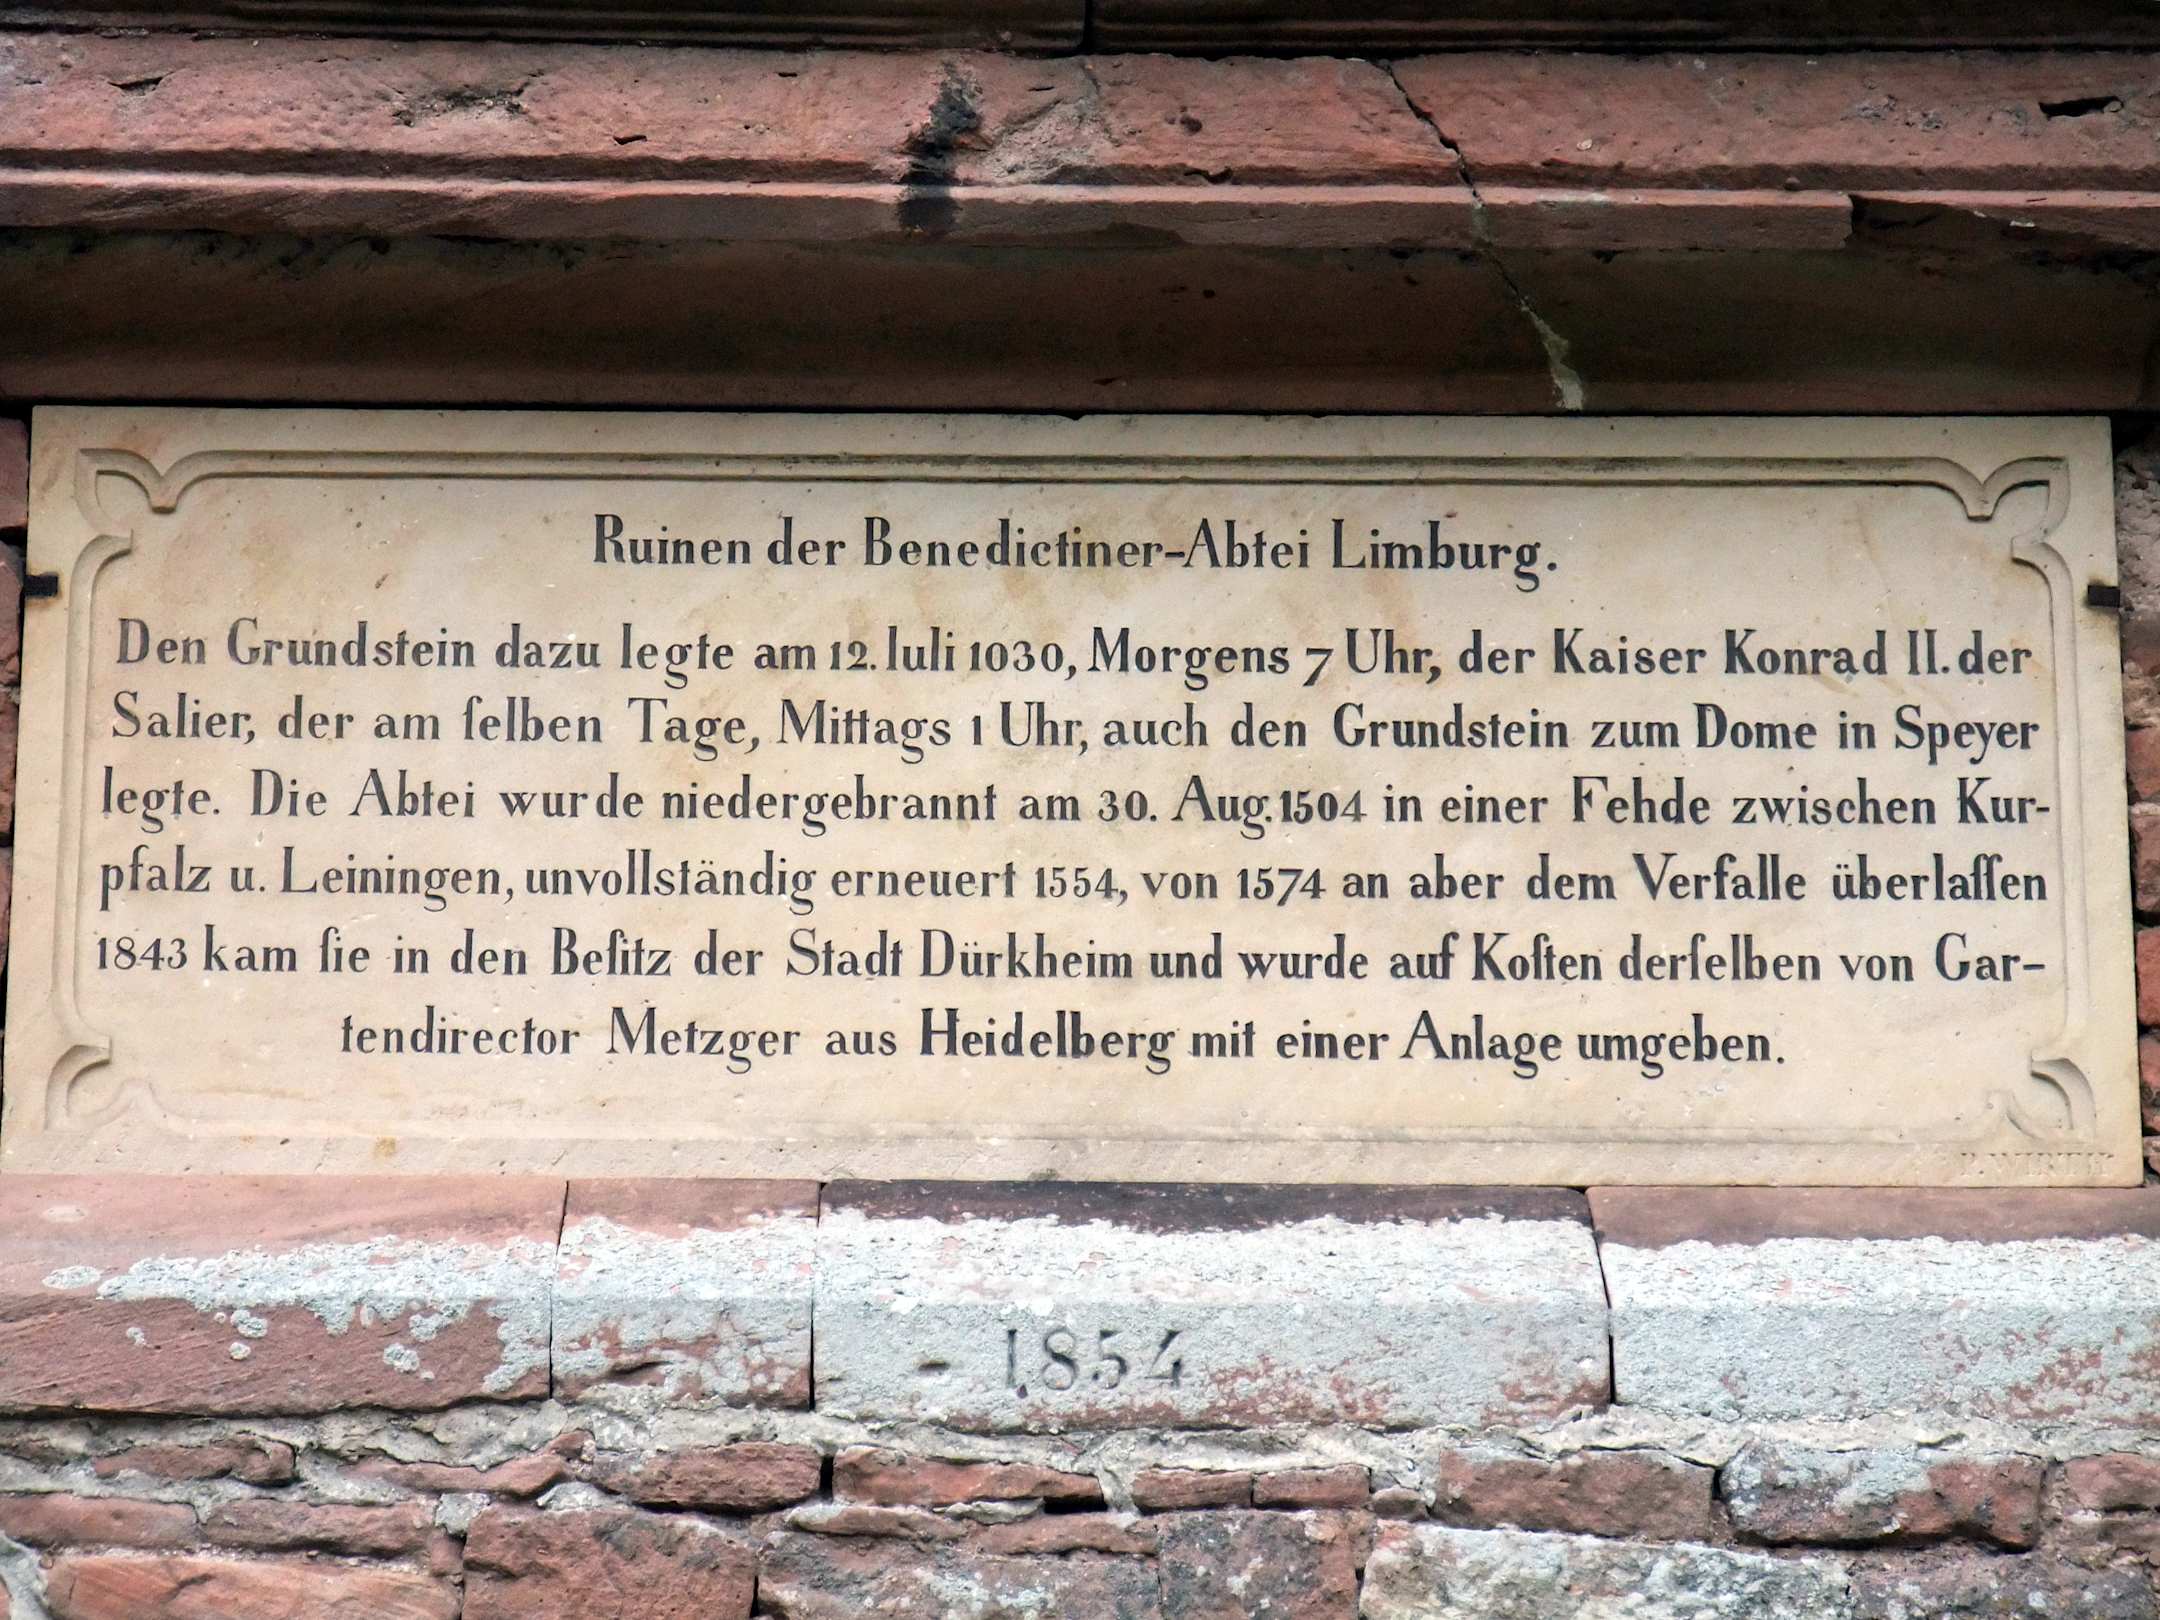 Ruinen der Benedictiner-Abtei Limburg.
Den Grundstein dazu legte am 12. Iuli 1030, Morgens 7 Uhr, der Kaiser Konrad II. der
Salier, der am ſelben Tage, Mittags 1 Uhr, auch den Grundstein zum Dome in Speyer
legte. Die Abtei wurde niedergebrannt am 30. Aug. 1504 in einer Fehde zwischen Kur-
pfalz u. Leiningen, unvollständig erneuert 1554, von 1574 an aber dem Verfalle überlaſſen
1843 kam ſie in den Beſitz der Stadt Dürkheim und wurde auf Koſten derſelben von Gar-
tendirector Metzger aus Heidelberg mit einer Anlage umgeben.
WIRTH
- 1854